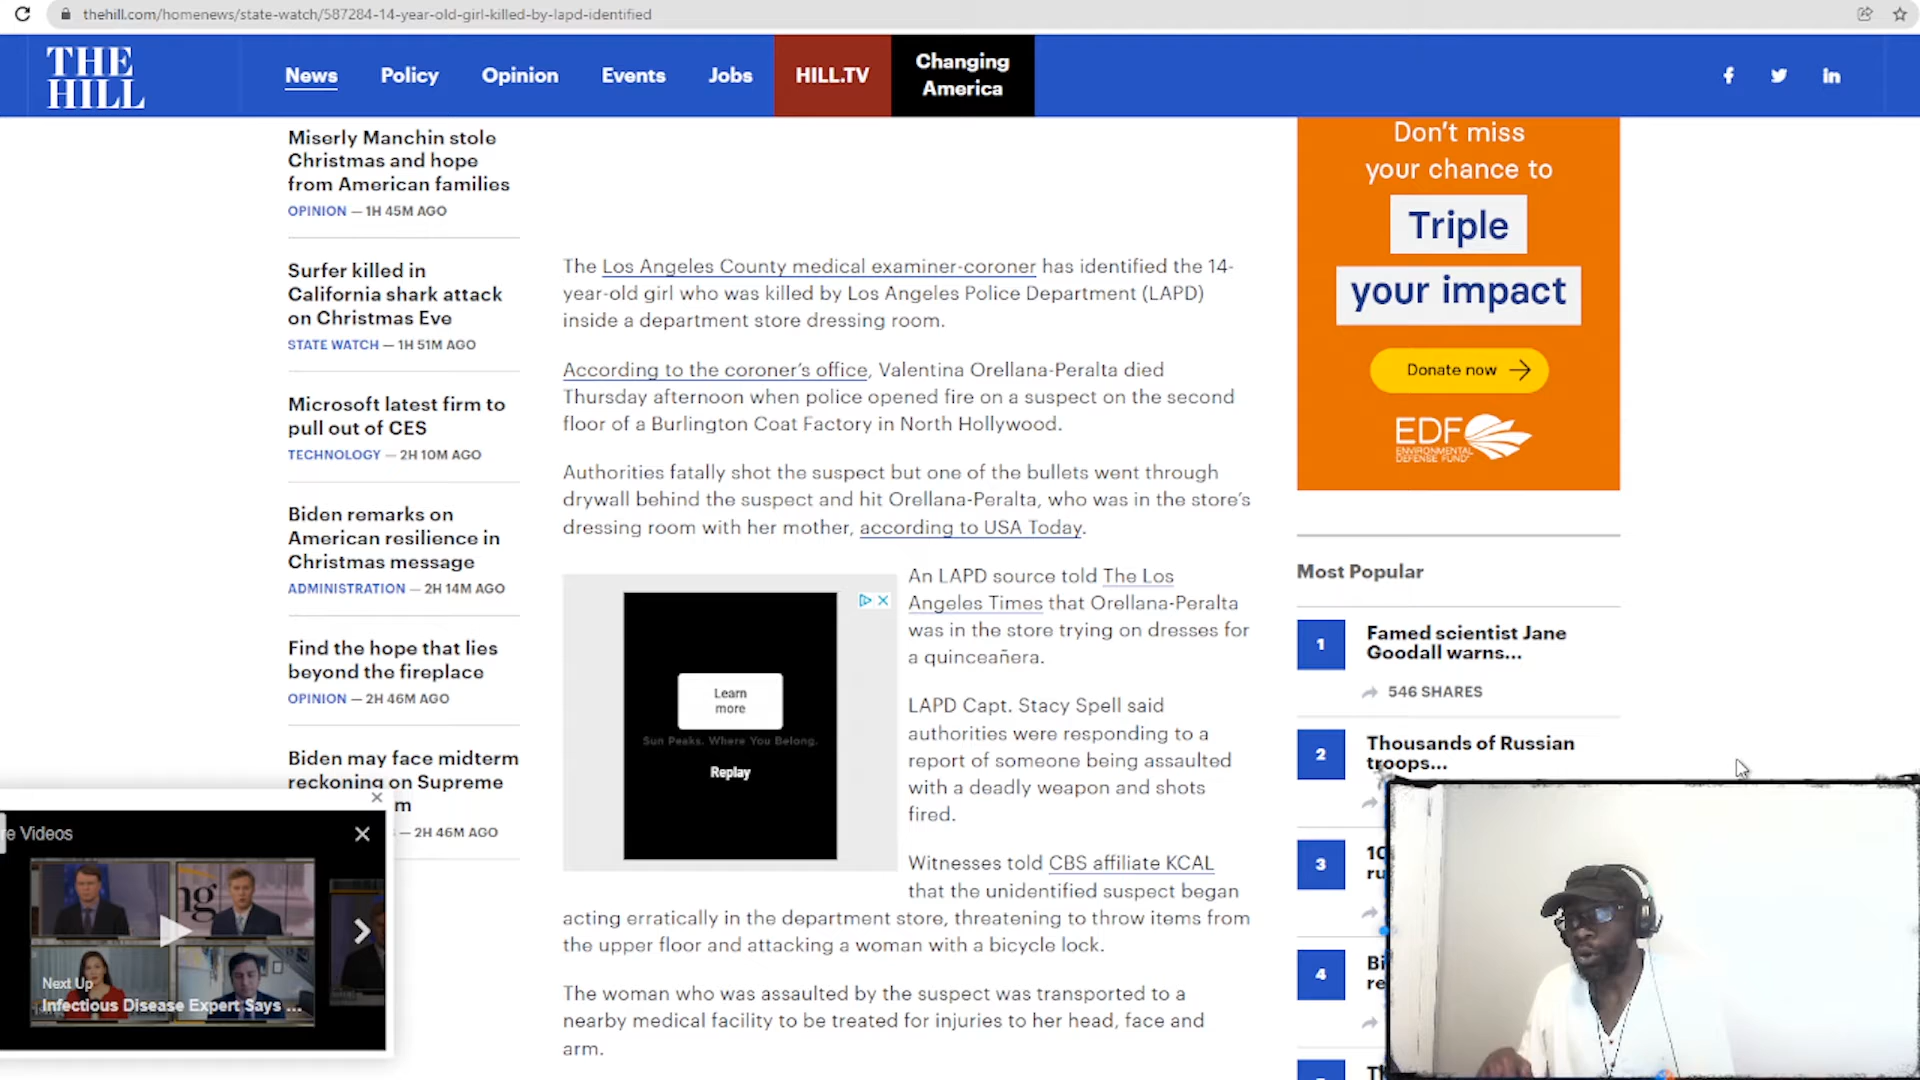 thehill.com/homenews/state-watch/587284-14-year-old-girl-killed-by-lapd-identified
THE
HILL
News
Policy
Opinion
Events
Jobs
HILL.TV
Changing
America
Miserly Manchin stole
Christmas and hope
from American families
OPINION — 1H 45M AGO
Surfer killed in
California shark attack
on Christmas Eve
STATE WATCH — 1H 51M AGO
Microsoft latest firm to
pull out of CES
TECHNOLOGY — 2H 10M AGO
Biden remarks on
American resilience in
Christmas message
ADMINISTRATION — 2H 14M AGO
Find the hope that lies
beyond the fireplace
OPINION — 2H 46M AGO
Biden may face midterm
reckoning on Supreme
m
— 2H 46M AGO
re Videos
ng
Next Up
Infectious Disease Expert Says ...
The Los Angeles County medical examiner-coroner has identified the 14-
year-old girl who was killed by Los Angeles Police Department (LAPD)
inside a department store dressing room.
According to the coroner's office, Valentina Orellana-Peralta died
Thursday afternoon when police opened fire on a suspect on the second
floor of a Burlington Coat Factory in North Hollywood.
Authorities fatally shot the suspect but one of the bullets went through
drywall behind the suspect and hit Orellana-Peralta, who was in the store's
dressing room with her mother, according to USA Today.
Learn
more
Sun Peaks. Where You Belong.
Replay
An LAPD source told The Los
Angeles Times that Orellana-Peralta
was in the store trying on dresses for
a quinceañera.
LAPD Capt. Stacy Spell said
authorities were responding to a
report of someone being assaulted
with a deadly weapon and shots
fired.
Witnesses told CBS affiliate KCAL
that the unidentified suspect began
acting erratically in the department store, threatening to throw items from
the upper floor and attacking a woman with a bicycle lock.
The woman who was assaulted by the suspect was transported to a
nearby medical facility to be treated for injuries to her head, face and
arm.
Don't miss
your chance to
Triple
your impact
Donate now
EDF
ENVIRONMENTAL
DEFENSE FUND
Most Popular
1
Famed scientist Jane
Goodall warns...
546 SHARES
2
Thousands of Russian
troops...
3
10
ru
4
Bi
re
Th